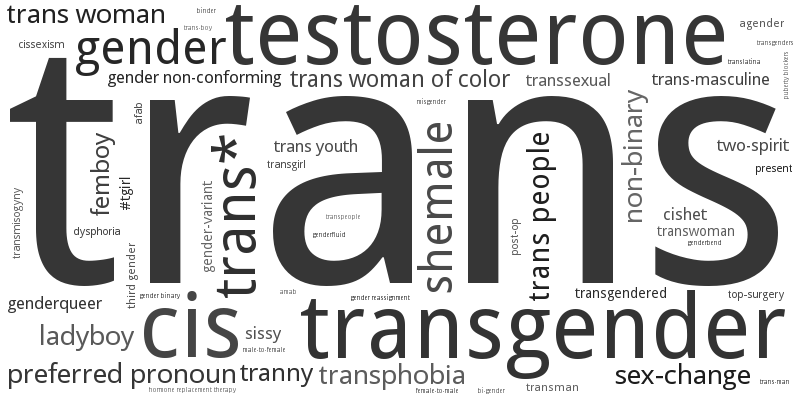 trans woman
binder
trans-boy
testosterone
agender
cissexism
gender
transgenders
translatina
gender non-conforming
trans woman of color
transsexual
trans-masculine
puberty blockers
trans
afab
misgender
non-binary
femboy
trans*
trans youth
shemale
trans people
two-spirit
transgirl
present
#tgirl
transmisogyny
gender-variant
transpeople
cishet
dysphoria
genderfluid
post-op
transwoman
genderbend
third gender
genderqueer
gender binary
amab
gender reassignment
transgendered
top-surgery
ladyboy
cis
sissy
transgender
male-to-female
preferred pronoun
tranny
transphobia
sex-change
trans-man
hormone replacement therapy
female-to-male
bi-gender
transman